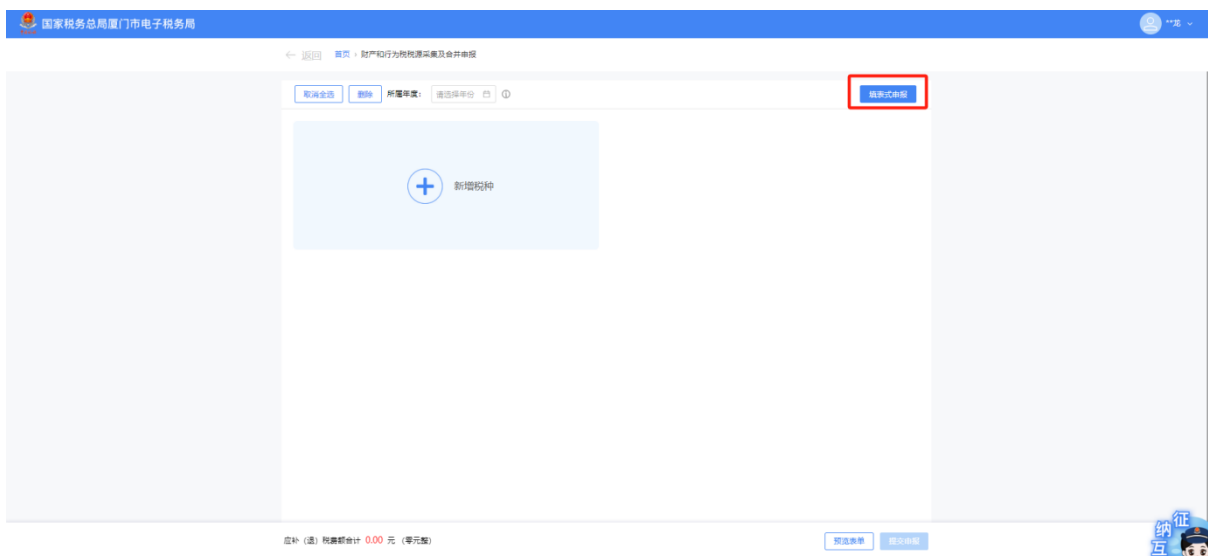 国家税务总局厦门市电子税务局
**龙
← 返回 首页 › 财产和行为税税源采集及合并申报
取消全选 删除 所属年度： 请选择年份 填表式申报
新增税种
应补（退）税费额合计 0.00 元 （零元整） 预览表单 提交申报
征
纳
互